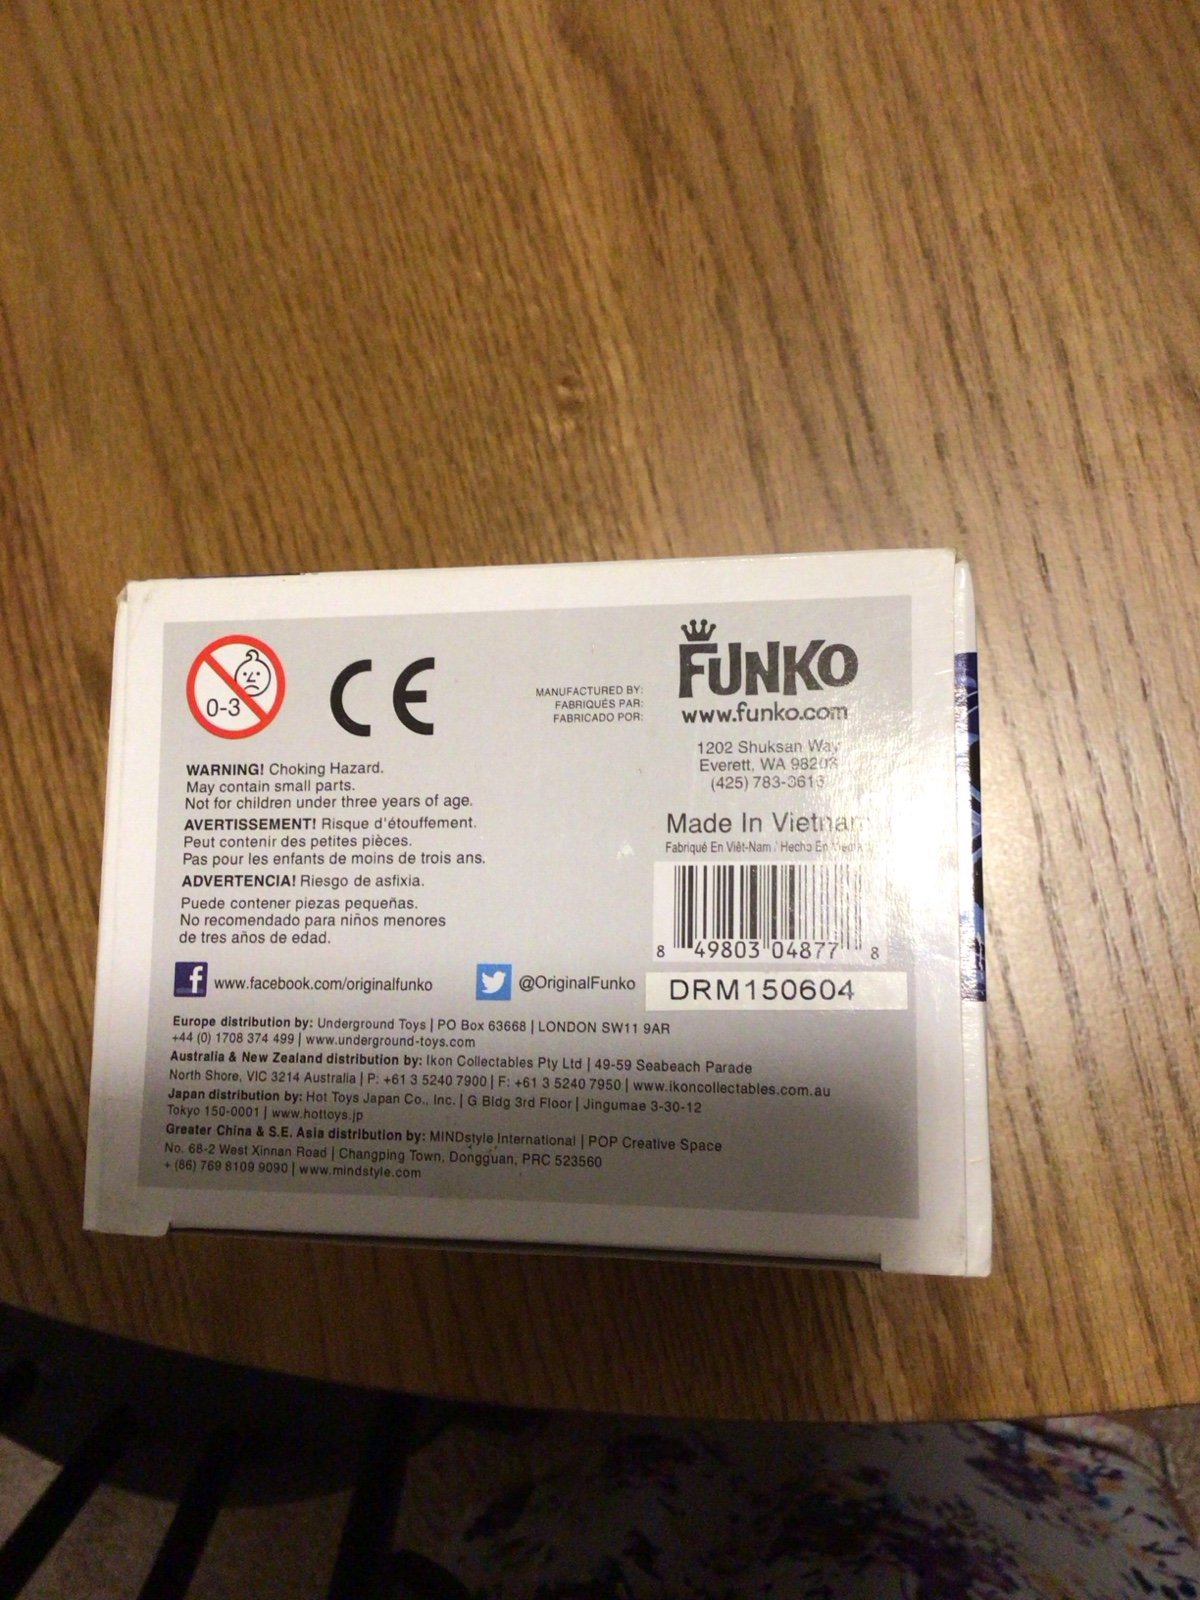 0-3
CE
MANUFACTURED BY:
FABRIQUÉS PAR:
FABRICADO POR:
FUNKO
www.funko.com
1202 Shuksan Way
Everett, WA 98203
(425) 783-3616
WARNING! Choking Hazard.
May contain small parts.
Not for children under three years of age.
AVERTISSEMENT! Risque d'étouffement.
Peut contenir des petites pièces.
Pas pour les enfants de moins de trois ans.
ADVERTENCIA! Riesgo de asfixia.
Puede contener piezas pequeñas.
No recomendado para niños menores
de tres años de edad.
Made In Vietnam
Fabriqué En Viêt-Nam / Hecho En
8 49803 04877 8
DRM150604
f www.facebook.com/originalfunko
@OriginalFunko
Europe distribution by: Underground Toys | PO Box 63668 | LONDON SW11 9AR
+44 (0) 1708 374 499 | www.underground-toys.com
Australia & New Zealand distribution by: Ikon Collectables Pty Ltd | 49-59 Seabeach Parade
North Shore, VIC 3214 Australia | P: +61 3 5240 7900 | F: +61 3 5240 7950 | www.ikoncollectables.com.au
Japan distribution by: Hot Toys Japan Co., Inc. | G Bldg 3rd Floor | Jingumae 3-30-12
Tokyo 150-0001 | www.hottoys.jp
Greater China & S.E. Asia distribution by: MINDstyle International | POP Creative Space
No. 68-2 West Xinnan Road | Changping Town, Dongguan, PRC 523560
+ (86) 769 8109 9090 | www.mindstyle.com